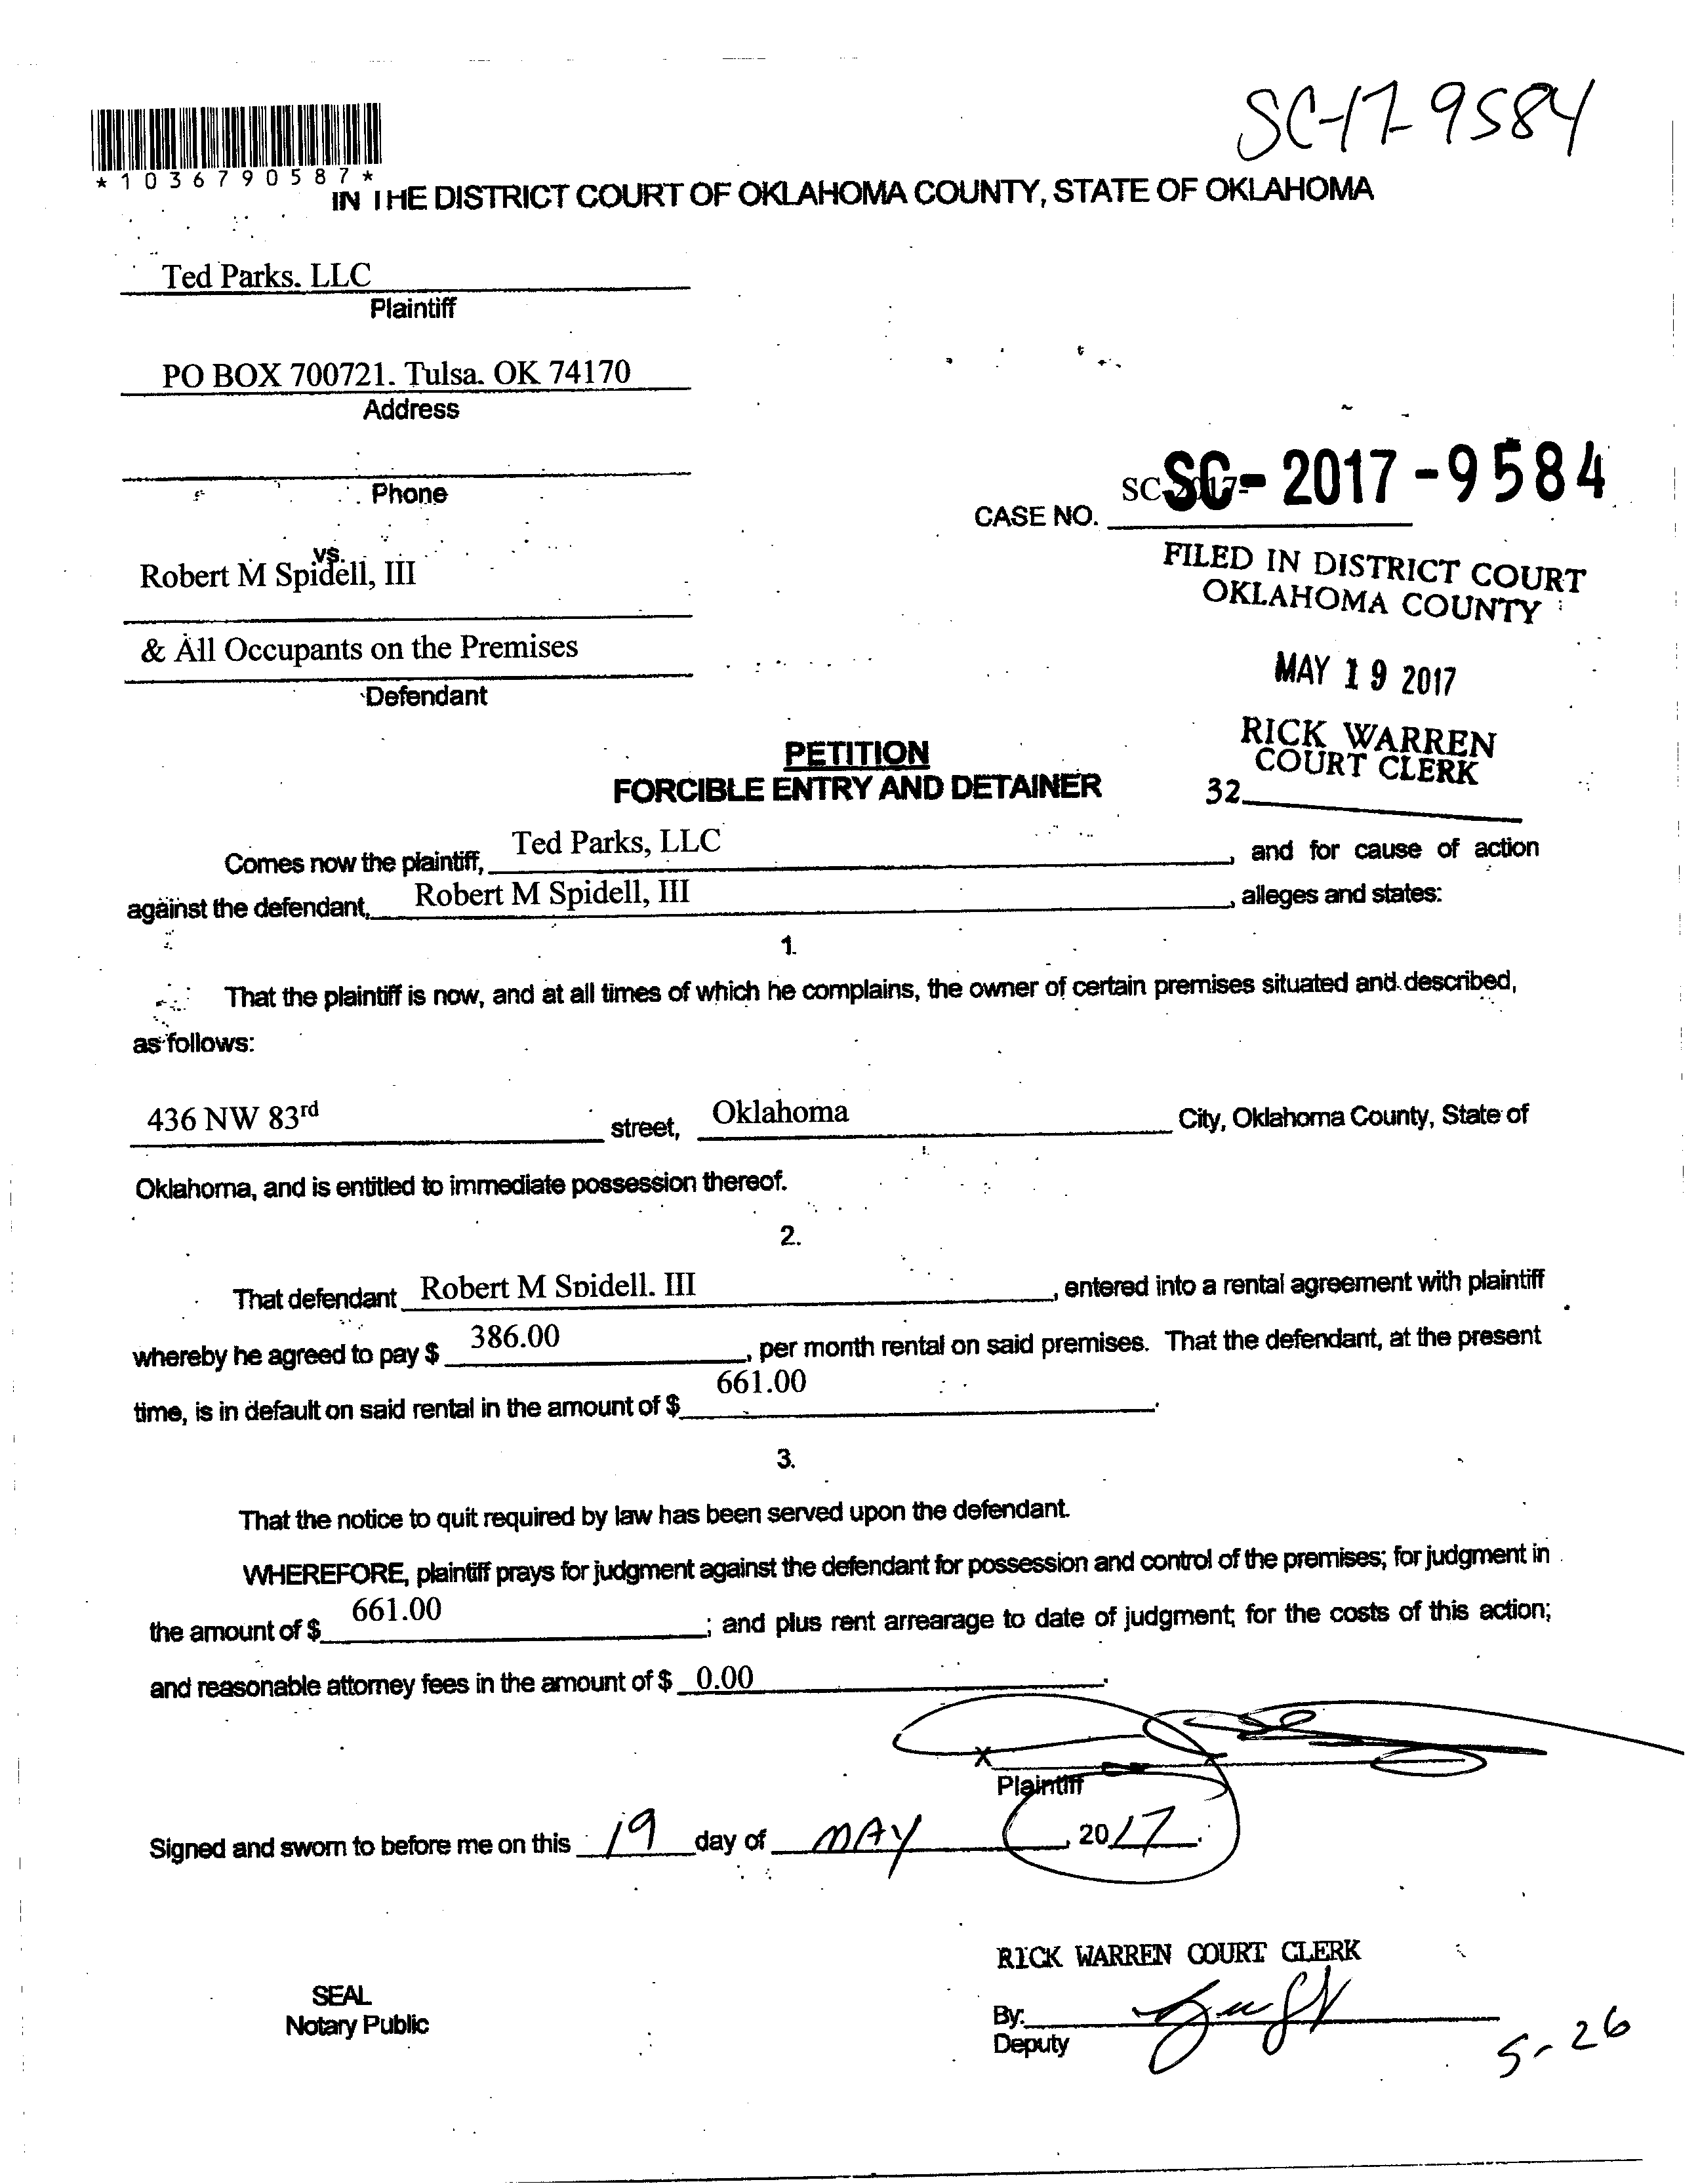 SC-17-9584
*1036790587*
IN THE DISTRICT COURT OF OKLAHOMA COUNTY, STATE OF OKLAHOMA
Ted Parks. LLC
Plaintiff
PO BOX 700721. Tulsa. OK 74170
Address
Phone
SC-2017- SC- 2017 - 9584
CASE NO.
vs.
Robert M Spidell, III
& All Occupants on the Premises
Defendant
FILED IN DISTRICT COURT
OKLAHOMA COUNTY
MAY 19 2017
RICK WARREN
COURT CLERK
32
PETITION
FORCIBLE ENTRY AND DETAINER
Comes now the plaintiff, Ted Parks, LLC, and for cause of action
against the defendant, Robert M Spidell, III, alleges and states:
1.
That the plaintiff is now, and at all times of which he complains, the owner of certain premises situated and described,
as follows:
436 NW 83rd street, Oklahoma City, Oklahoma County, State of
Oklahoma, and is entitled to immediate possession thereof.
2.
That defendant Robert M Spidell. III, entered into a rental agreement with plaintiff
whereby he agreed to pay $ 386.00, per month rental on said premises. That the defendant, at the present
time, is in default on said rental in the amount of $ 661.00.
3.
That the notice to quit required by law has been served upon the defendant.
WHEREFORE, plaintiff prays for judgment against the defendant for possession and control of the premises; for judgment in
the amount of $ 661.00; and plus rent arrearage to date of judgment; for the costs of this action;
and reasonable attorney fees in the amount of $ 0.00.
X
Plaintiff
Signed and sworn to before me on this 19 day of MAY, 2017.
RICK WARREN COURT CLERK
SEAL
Notary Public
By:
Deputy
5-26